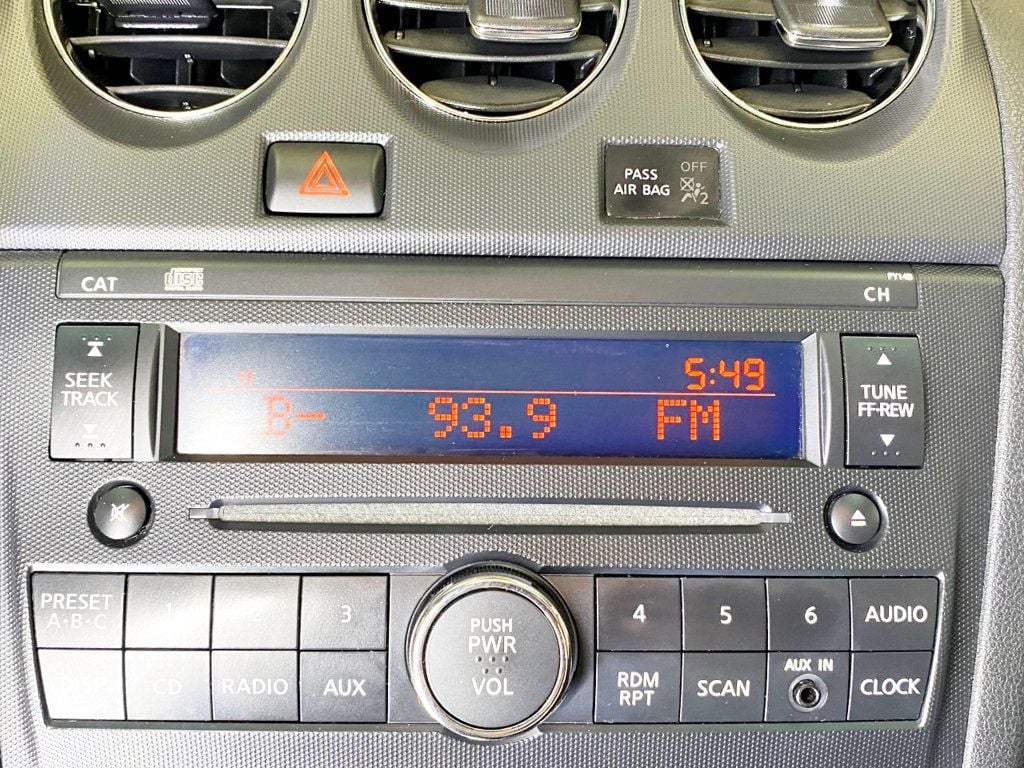 PASS
AIR BAG
OFF
2
CAT
DISC
CH
SEEK
TRACK
5:49
B-
93.9
FM
TUNE
FF·REW
PRESET
A·B·C
1
2
3
PUSH
PWR
VOL
4
5
6
AUDIO
CD
RADIO
AUX
RDM
RPT
SCAN
AUX IN
CLOCK